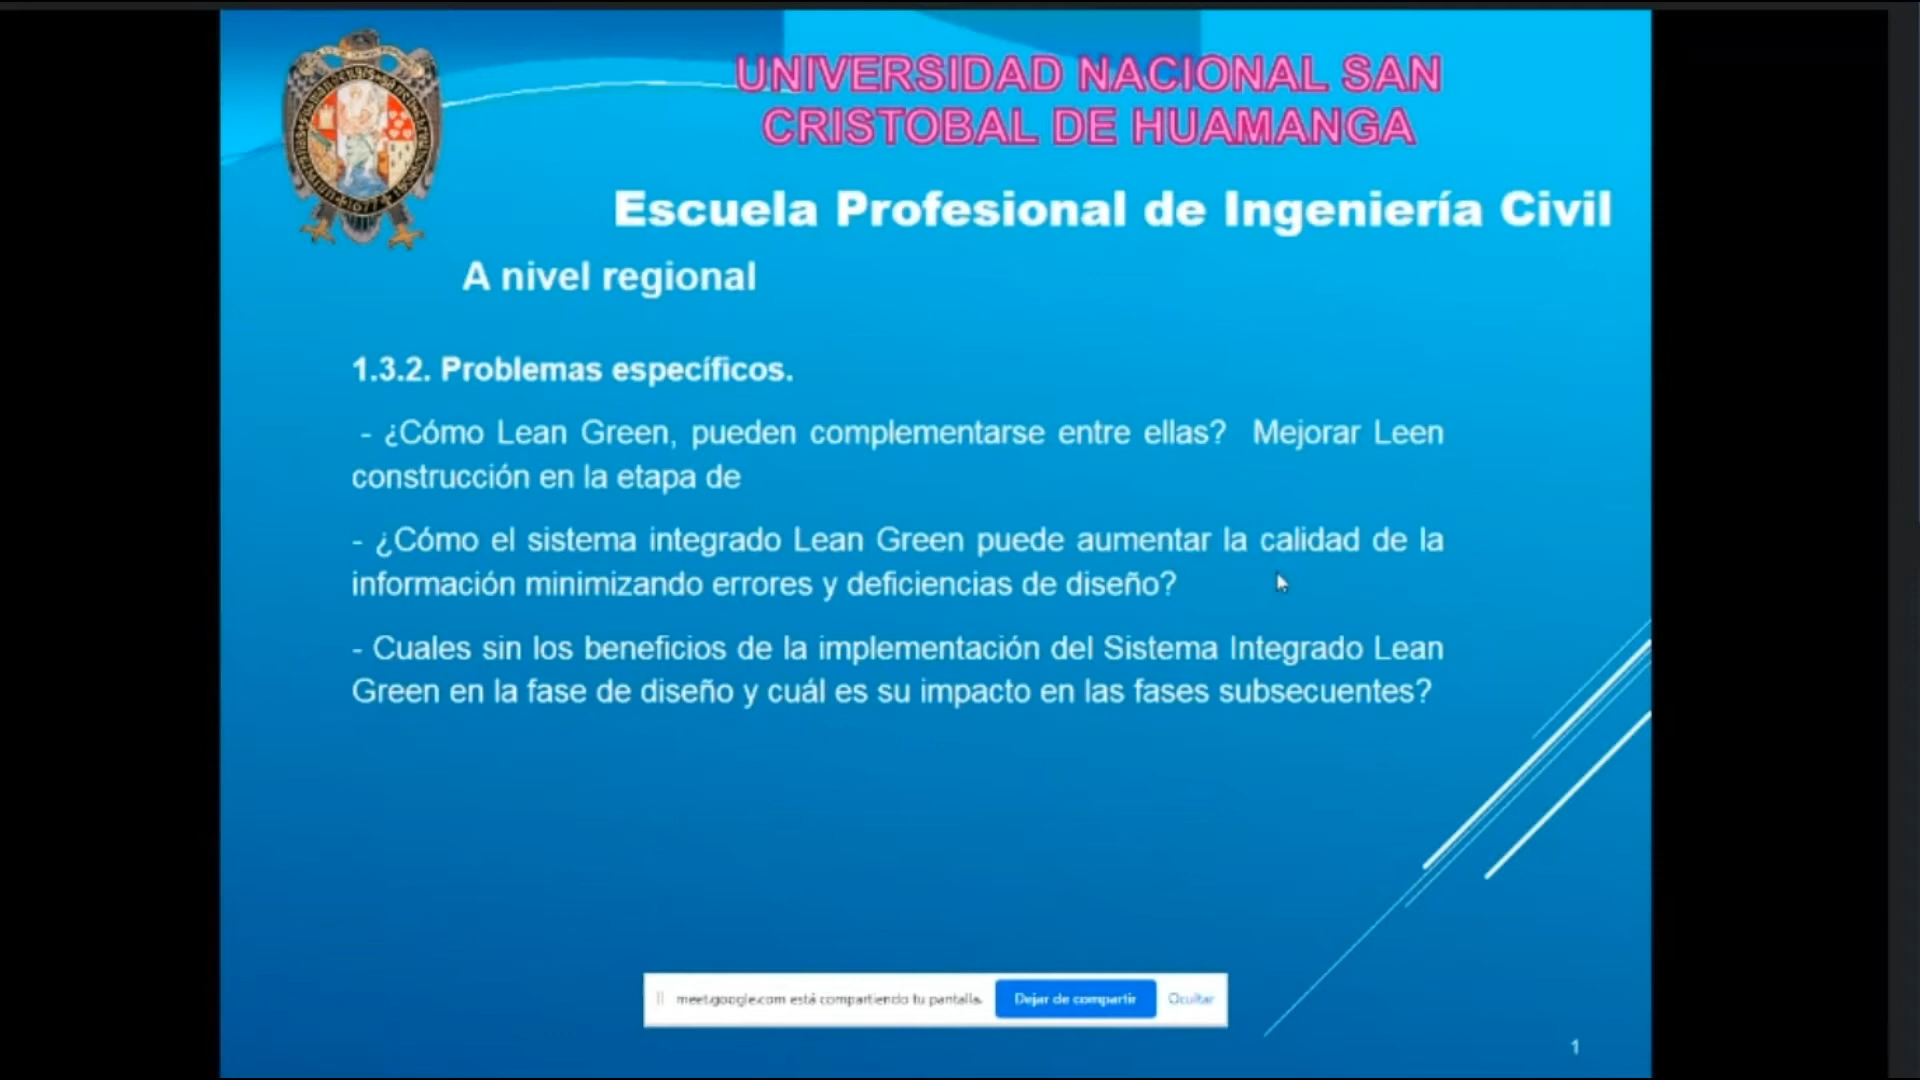 UNIVERSIDAD NACIONAL SAN
CRISTOBAL DE HUAMANGA
Escuela Profesional de Ingeniería Civil
A nivel regional
1.3.2. Problemas específicos.
- ¿Cómo Lean Green, pueden complementarse entre ellas? Mejorar Leen
construcción en la etapa de
- ¿Cómo el sistema integrado Lean Green puede aumentar la calidad de la
información minimizando errores y deficiencias de diseño?
- Cuales sin los beneficios de la implementación del Sistema Integrado Lean
Green en la fase de diseño y cuál es su impacto en las fases subsecuentes?
meet.google.com está compartiendo tu pantalla. Dejar de compartir Ocultar
1
1677